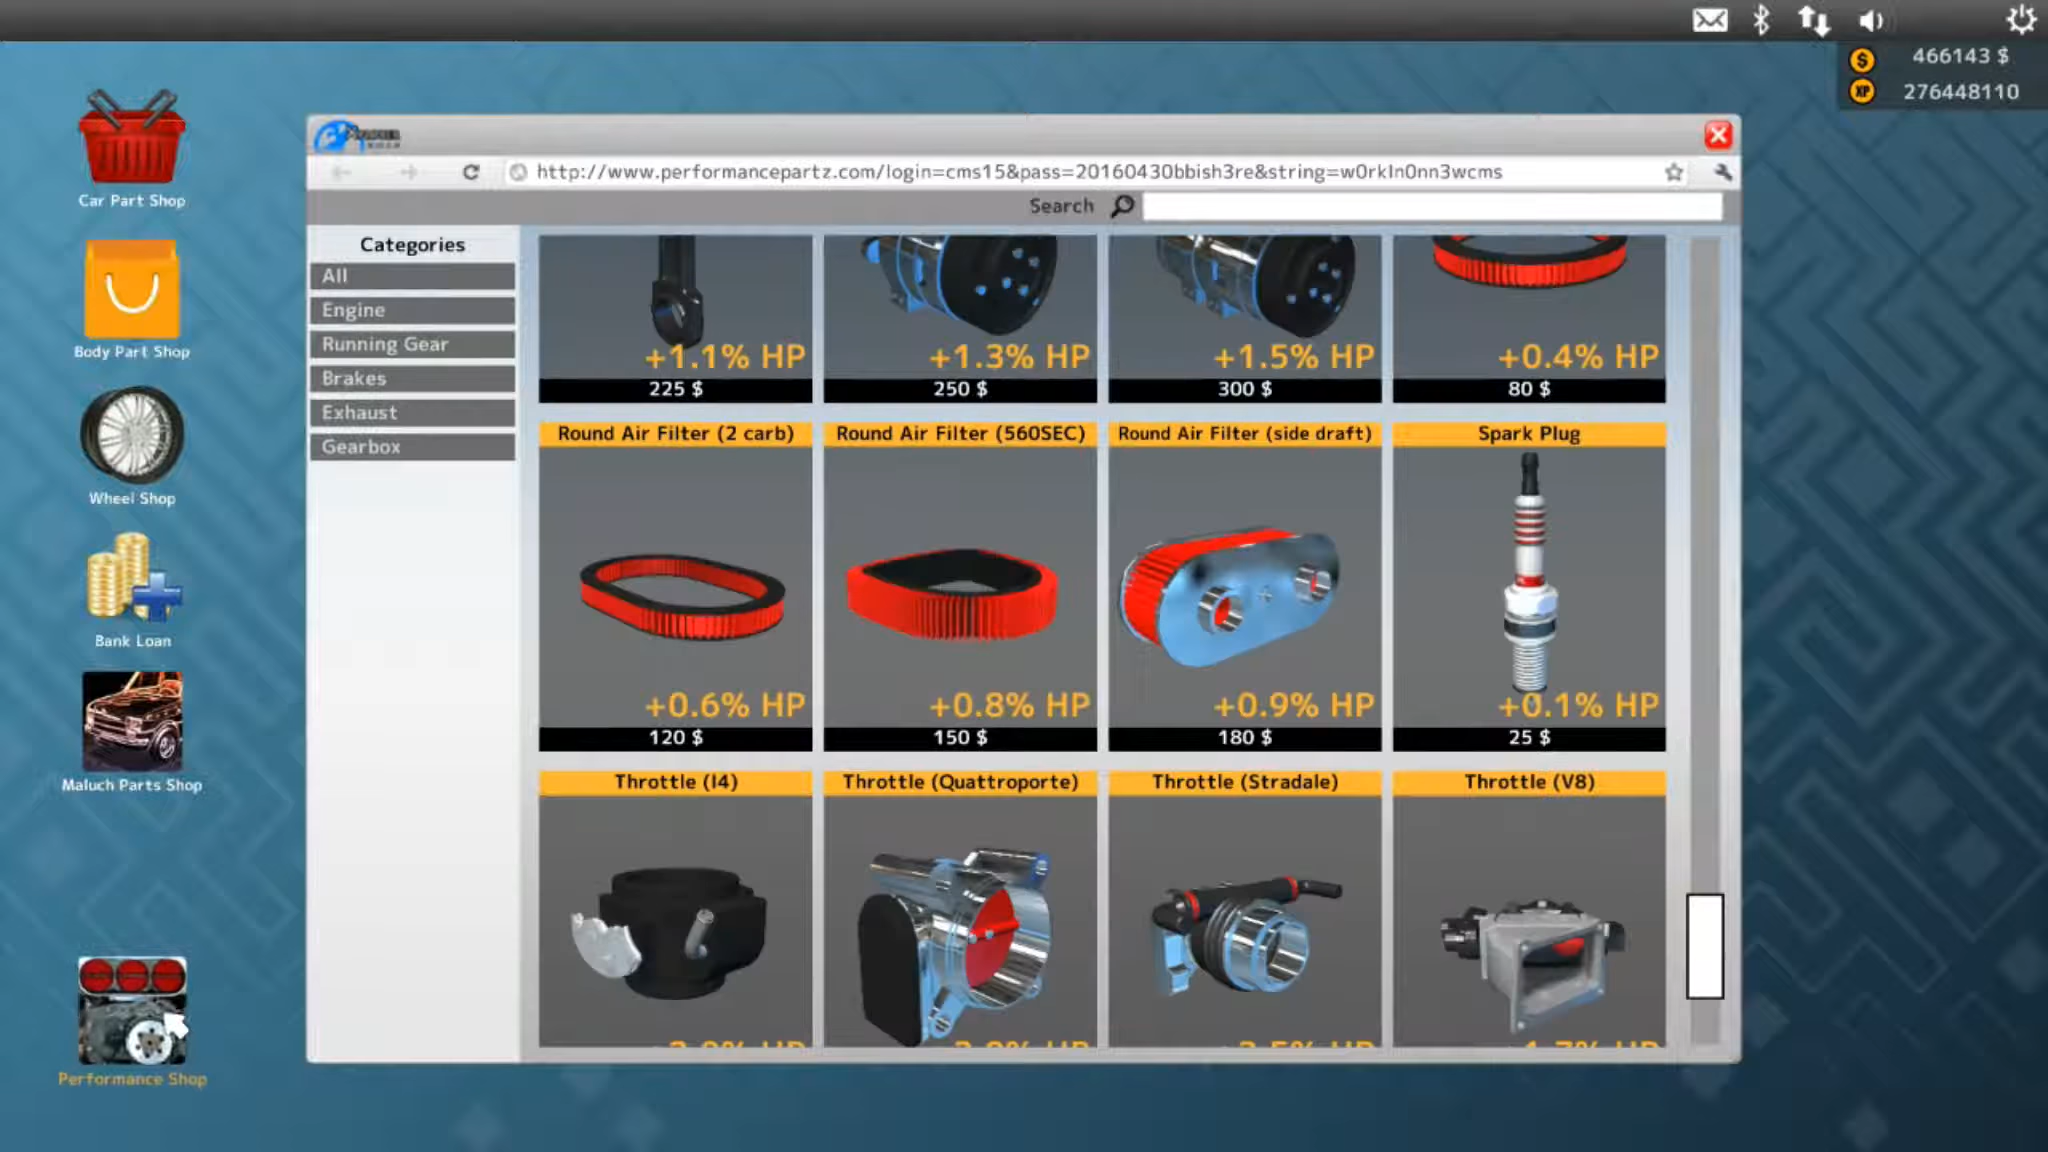 466143 $
XP 276448110
Car Part Shop
Body Part Shop
Wheel Shop
Bank Loan
Maluch Parts Shop
Performance Shop
http://www.performancepartz.com/login=cms15&pass=20160430bbish3re&string=w0rkIn0nn3wcms
Search
Categories
All
Engine
Running Gear
Brakes
Exhaust
Gearbox
+1.1% HP
225 $
+1.3% HP
250 $
+1.5% HP
300 $
+0.4% HP
80 $
Round Air Filter (2 carb)
+0.6% HP
120 $
Round Air Filter (560SEC)
+0.8% HP
150 $
Round Air Filter (side draft)
+0.9% HP
180 $
Spark Plug
+0.1% HP
25 $
Throttle (I4)
Throttle (Quattroporte)
Throttle (Stradale)
Throttle (V8)